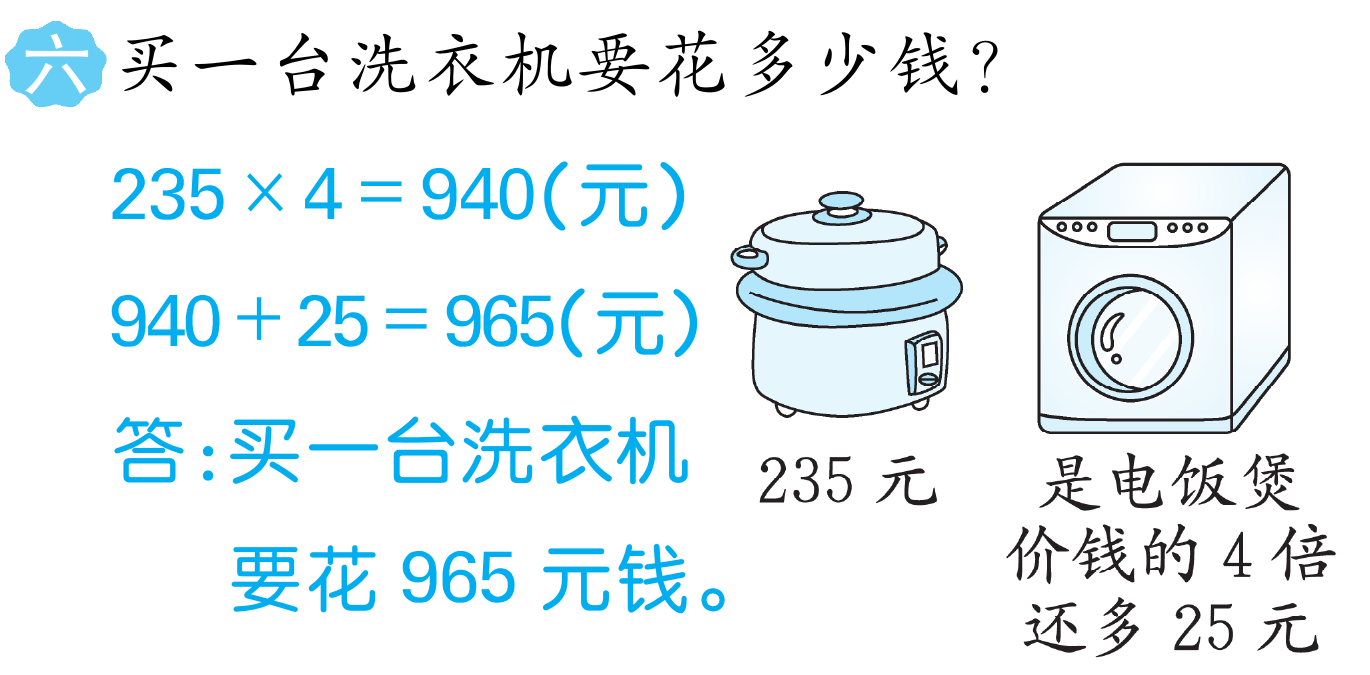 六 买一台洗衣机要花多少钱？
235×4=940(元)
940+25=965(元)
答:买一台洗衣机
要花 965 元钱。
235 元
是电饭煲
价钱的 4 倍
还多 25 元